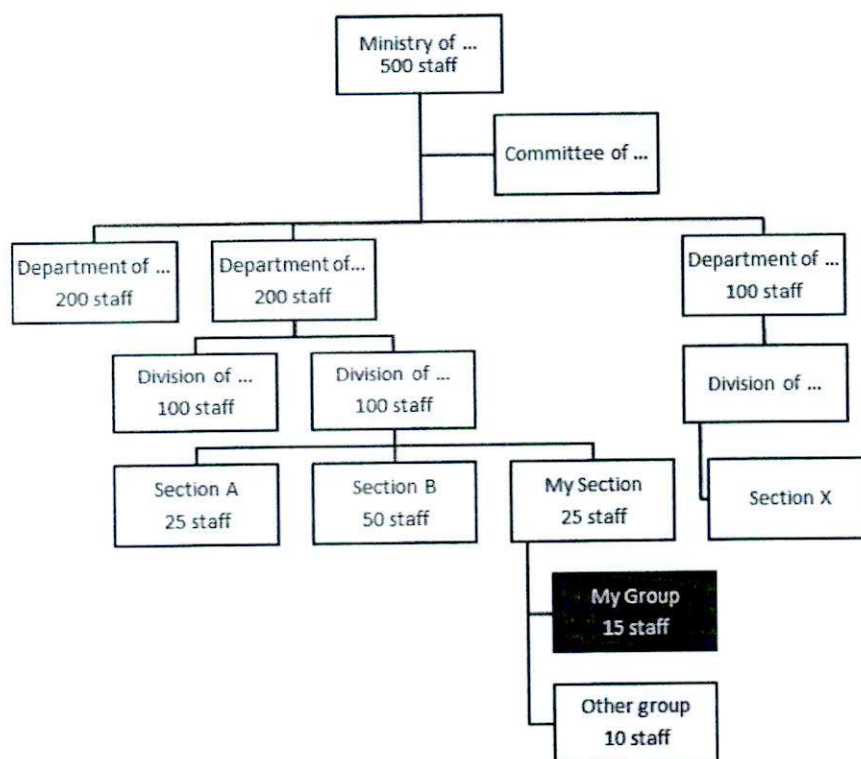 Ministry of ...
500 staff
Committee of ...
Department of ...
200 staff
Department of...
200 staff
Department of ...
100 staff
Division of ...
100 staff
Division of ...
100 staff
Division of ...
Section A
25 staff
Section B
50 staff
My Section
25 staff
Section X
My Group
15 staff
Other group
10 staff